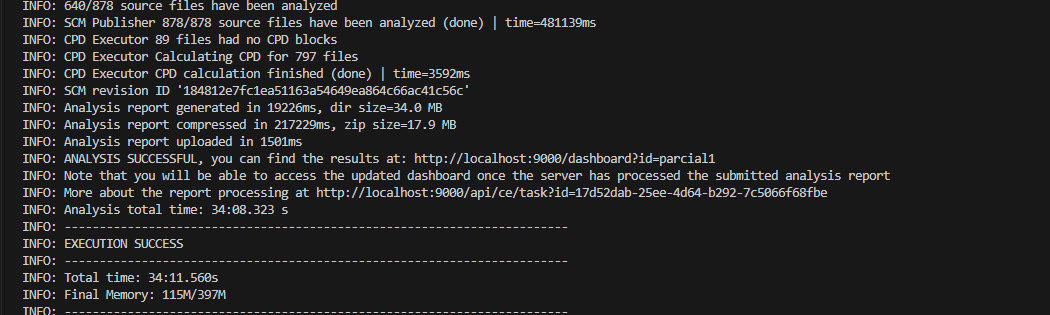 INFO: 640/878 source files have been analyzed
INFO: SCM Publisher 878/878 source files have been analyzed (done) | time=481139ms
INFO: CPD Executor 89 files had no CPD blocks
INFO: CPD Executor Calculating CPD for 797 files
INFO: CPD Executor CPD calculation finished (done) | time=3592ms
INFO: SCM revision ID '184812e7fc1ea51163a54649ea864c66ac41c56c'
INFO: Analysis report generated in 19226ms, dir size=34.0 MB
INFO: Analysis report compressed in 217229ms, zip size=17.9 MB
INFO: Analysis report uploaded in 1501ms
INFO: ANALYSIS SUCCESSFUL, you can find the results at: http://localhost:9000/dashboard?id=parcial1
INFO: Note that you will be able to access the updated dashboard once the server has processed the submitted analysis report
INFO: More about the report processing at http://localhost:9000/api/ce/task?id=17d52dab-25ee-4d64-b292-7c5066f68fbe
INFO: Analysis total time: 34:08.323 s
INFO: ------------------------------------------------------------------------
INFO: EXECUTION SUCCESS
INFO: ------------------------------------------------------------------------
INFO: Total time: 34:11.560s
INFO: Final Memory: 115M/397M
INFO: ------------------------------------------------------------------------